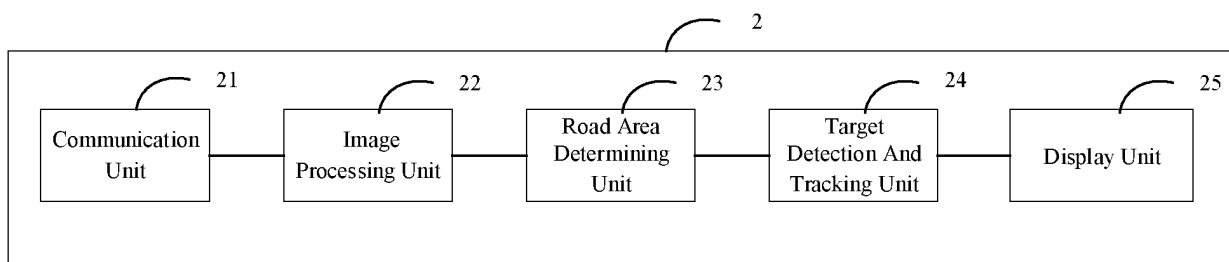 2
21
22
23
24
25
Communication
Unit
Image
Processing Unit
Road Area
Determining
Unit
Target
Detection And
Tracking Unit
Display Unit